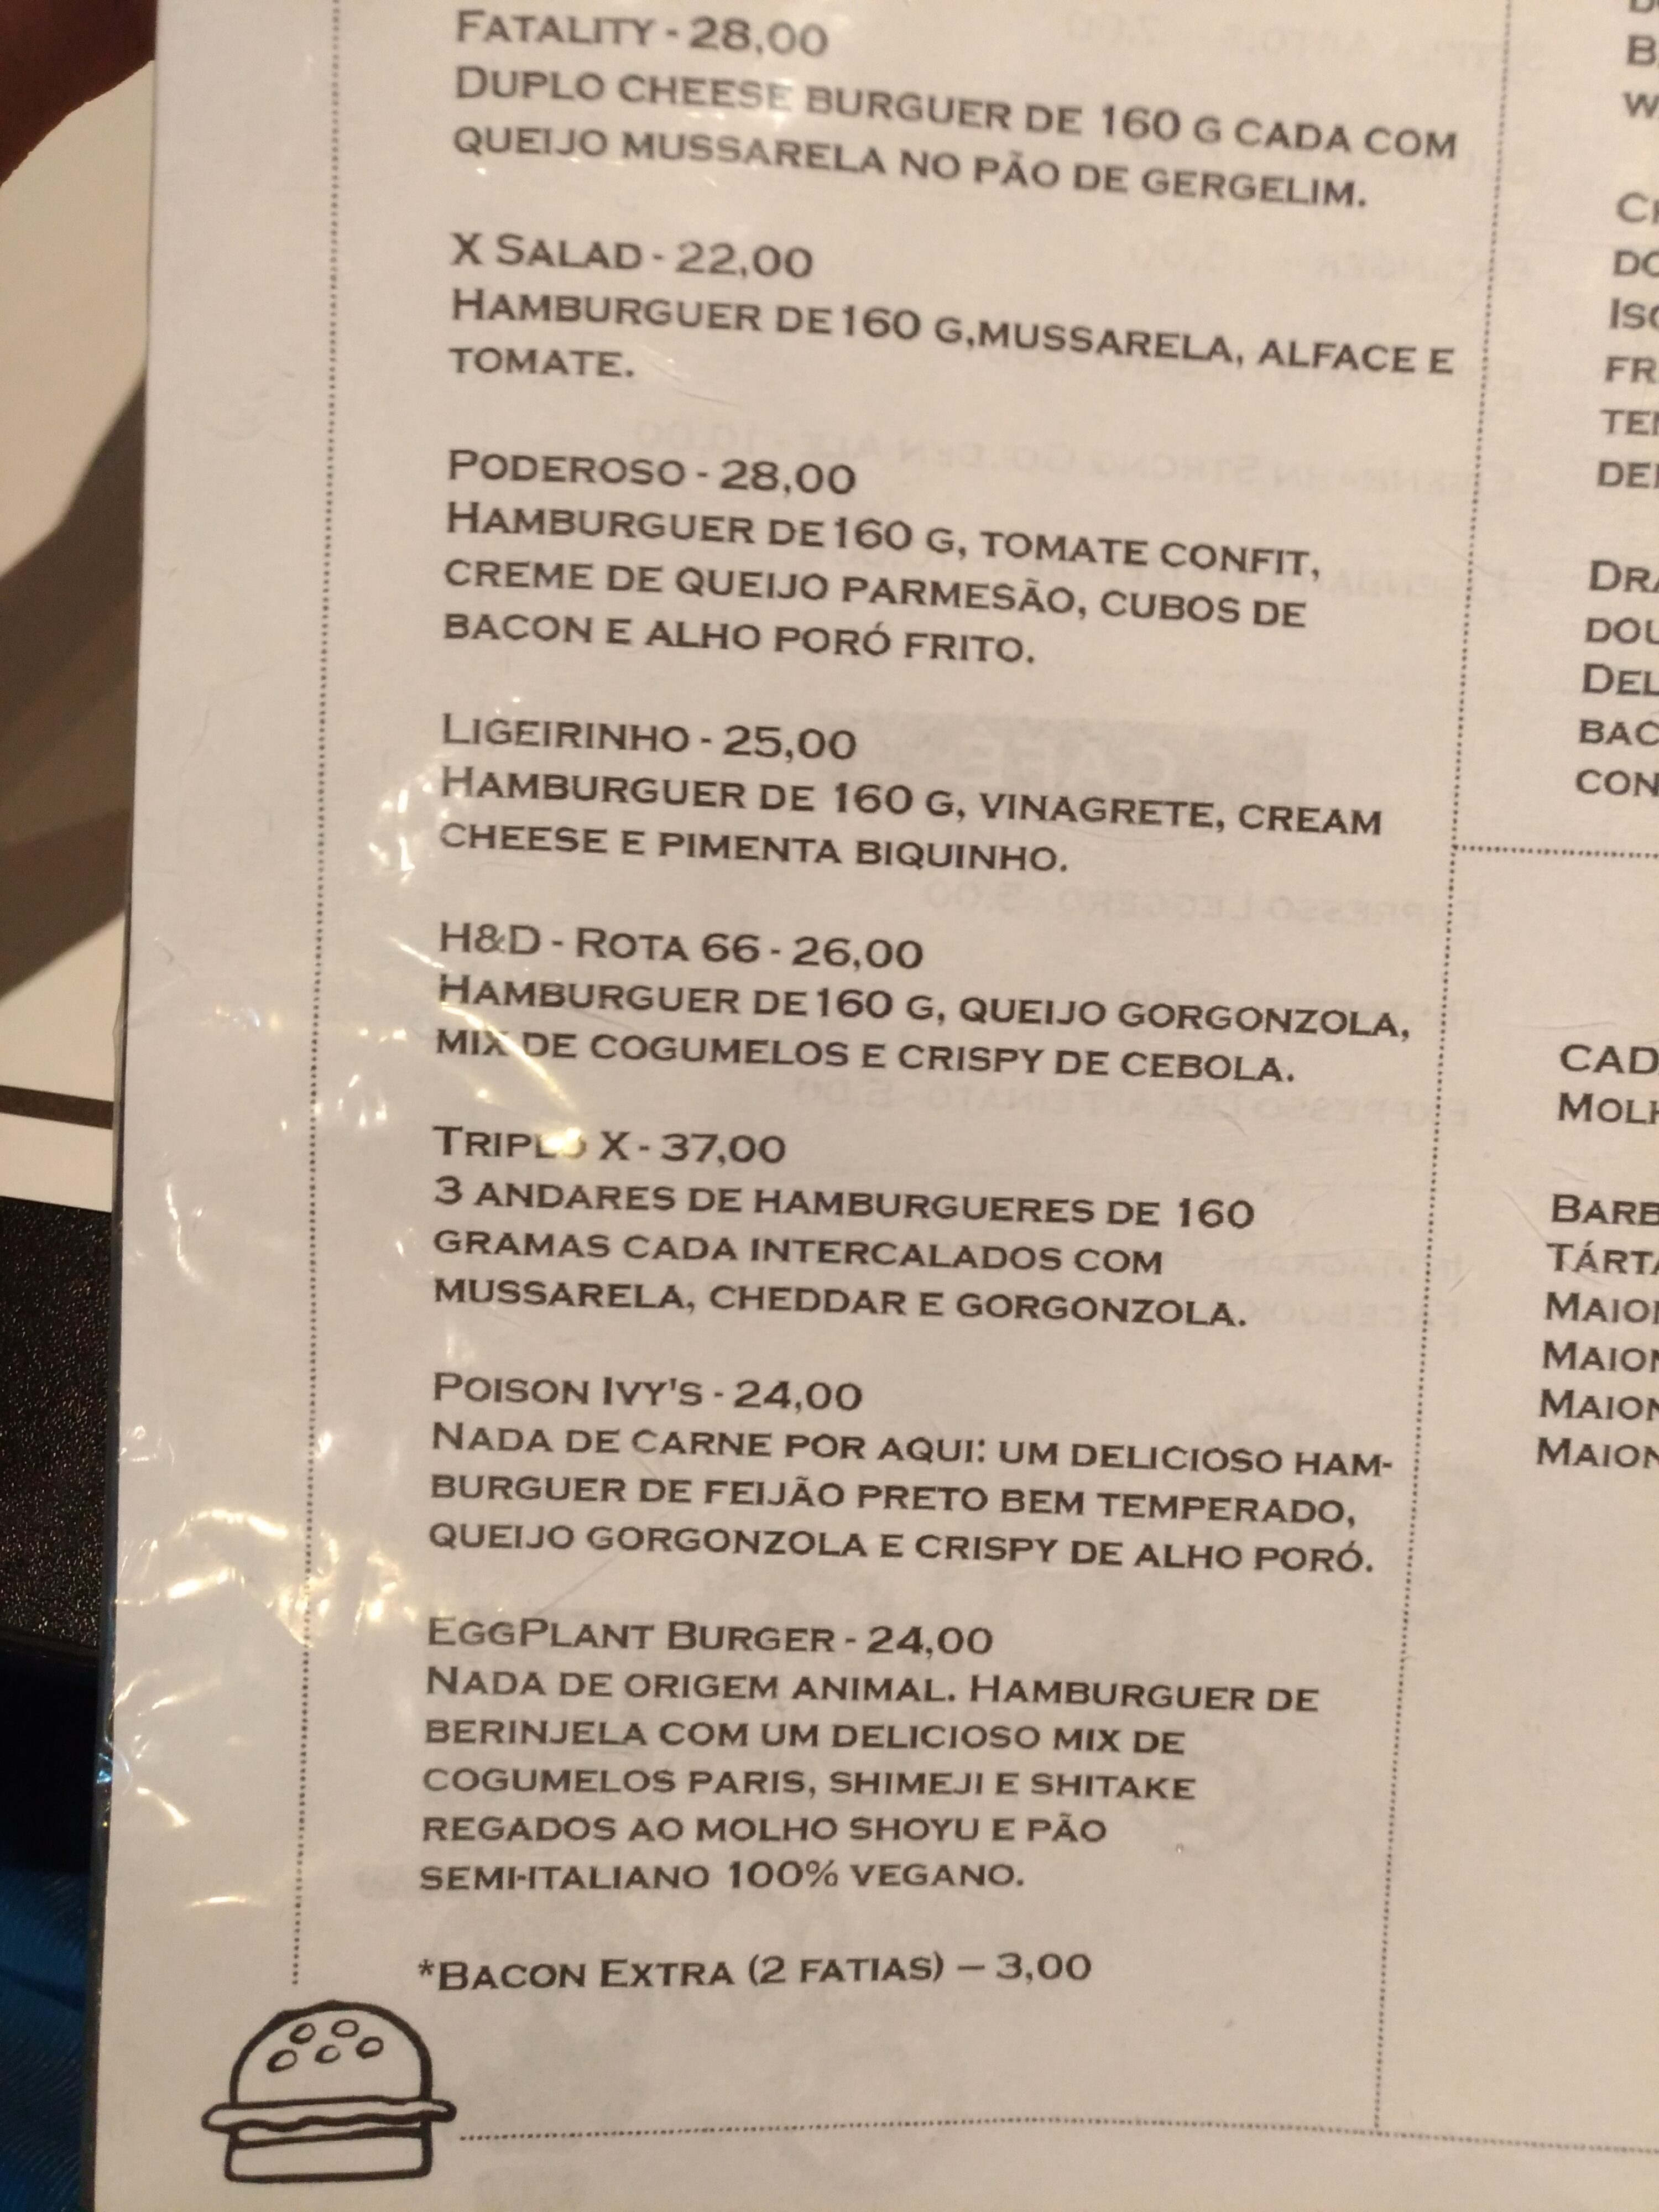 FATALITY - 28,00
DUPLO CHEESE BURGUER DE 160 G CADA COM
QUEIJO MUSSARELA NO PÃO DE GERGELIM.
X SALAD - 22,00
HAMBURGUER DE 160 G,MUSSARELA, ALFACE E
TOMATE.
PODEROSO - 28,00
HAMBURGUER DE 160 G, TOMATE CONFIT,
CREME DE QUEIJO PARMESÃO, CUBOS DE
BACON E ALHO PORÓ FRITO.
LIGEIRINHO - 25,00
HAMBURGUER DE 160 G, VINAGRETE, CREAM
CHEESE E PIMENTA BIQUINHO.
H&D - ROTA 66 - 26,00
HAMBURGUER DE 160 G, QUEIJO GORGONZOLA,
MIX DE COGUMELOS E CRISPY DE CEBOLA.
TRIPLO X - 37,00
3 ANDARES DE HAMBURGUERES DE 160
GRAMAS CADA INTERCALADOS COM
MUSSARELA, CHEDDAR E GORGONZOLA.
POISON IVY'S - 24,00
NADA DE CARNE POR AQUI: UM DELICIOSO HAM-
BURGUER DE FEIJÃO PRETO BEM TEMPERADO,
QUEIJO GORGONZOLA E CRISPY DE ALHO PORÓ.
EGGPLANT BURGER - 24,00
NADA DE ORIGEM ANIMAL. HAMBURGUER DE
BERINJELA COM UM DELICIOSO MIX DE
COGUMELOS PARIS, SHIMEJI E SHITAKE
REGADOS AO MOLHO SHOYU E PÃO
SEMI-ITALIANO 100% VEGANO.
*BACON EXTRA (2 FATIAS) – 3,00